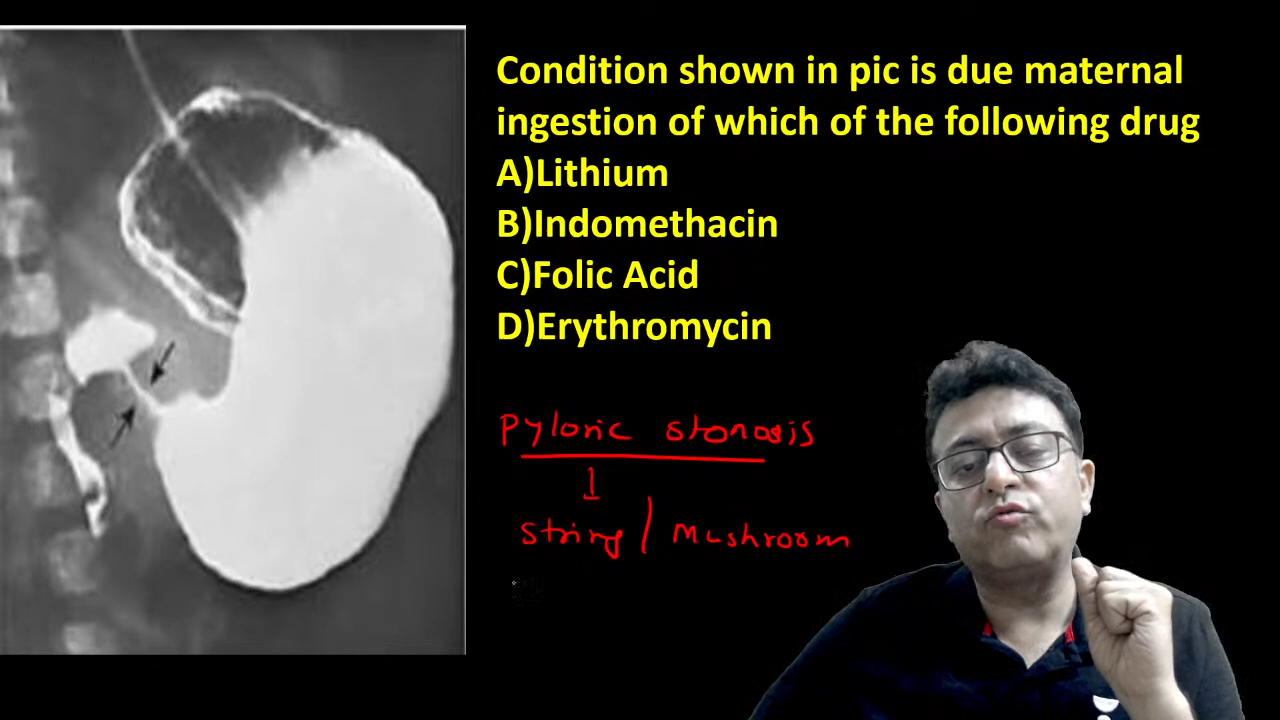 Condition shown in pic is due maternal
ingestion of which of the following drug
A)Lithium
B)Indomethacin
C)Folic Acid
D)Erythromycin
Pyloric stenosis
String / Mushroom